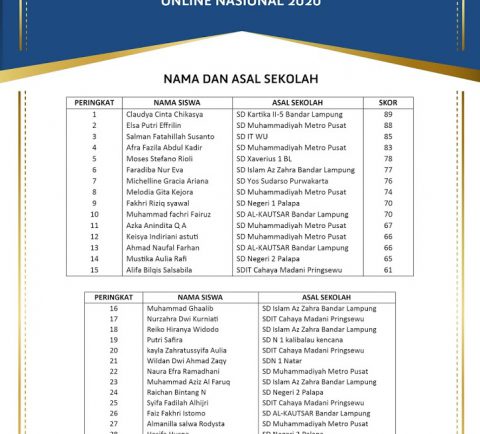 ONLINE NASIONAL 2020
NAMA DAN ASAL SEKOLAH
PERINGKAT NAMA SISWA ASAL SEKOLAH SKOR
1 Claudya Cinta Chikasya SD Kartika II-5 Bandar Lampung 89
2 Elsa Putri Effrilin SD Muhammadiyah Metro Pusat 88
3 Salman Fatahillah Susanto SD IT WU 85
4 Afra Fazila Abdul Kadir SD Muhammadiyah Metro Pusat 83
5 Moses Stefano Rioli SD Xaverius 1 BL 78
6 Faradiba Nur Eva SD Islam Az Zahra Bandar Lampung 77
7 Michelline Gracia Ariana SD Yos Sudarso Purwakarta 76
8 Melodia Gita Kejora SD Muhammadiyah Metro Pusat 74
9 Fakhri Riziq syawal SD Negeri 1 Palapa 70
10 Muhammad fachri Fairuz SD AL-KAUTSAR Bandar Lampung 70
11 Azka Anindita Q A SD Muhammadiyah Metro Pusat 67
12 Keisya Indiriani astuti SD Muhammadiyah Metro Pusat 66
13 Ahmad Naufal Farhan SD AL-KAUTSAR Bandar Lampung 66
14 Mustika Aulia Rafi SD Negeri 2 Palapa 65
15 Alifa Bilqis Salsabila SDIT Cahaya Madani Pringsewu 61
PERINGKAT NAMA SISWA ASAL SEKOLAH
16 Muhammad Ghaalib SD Islam Az Zahra Bandar Lampung
17 Nurzahra Dwi Kurniati SDIT Cahaya Madani Pringsewu
18 Reiko Hiranya Widodo SD Islam Az Zahra Bandar Lampung
19 Putri Safira SD N 1 kalibalau kencana
20 kayla Zahratussyifa Aulia SDIT Cahaya Madani Pringsewu
21 Wildan Dwi Ahmad Zaqy SDN 1 Natar
22 Naura Efra Ramadhani SD Muhammadiyah Metro Pusat
23 Muhammad Aziz Al Faruq SD Islam Az Zahra Bandar Lampung
24 Raichan Bintang N SD Negeri 2 Palapa
25 Syifa Fadilah Alhijri SDIT Cahaya Madani Pringsewu
26 Faiz Fakhri Istomo SD AL-KAUTSAR Bandar Lampung
27 Almanilla salwa Rodysta SD Muhammadiyah Metro Pusat